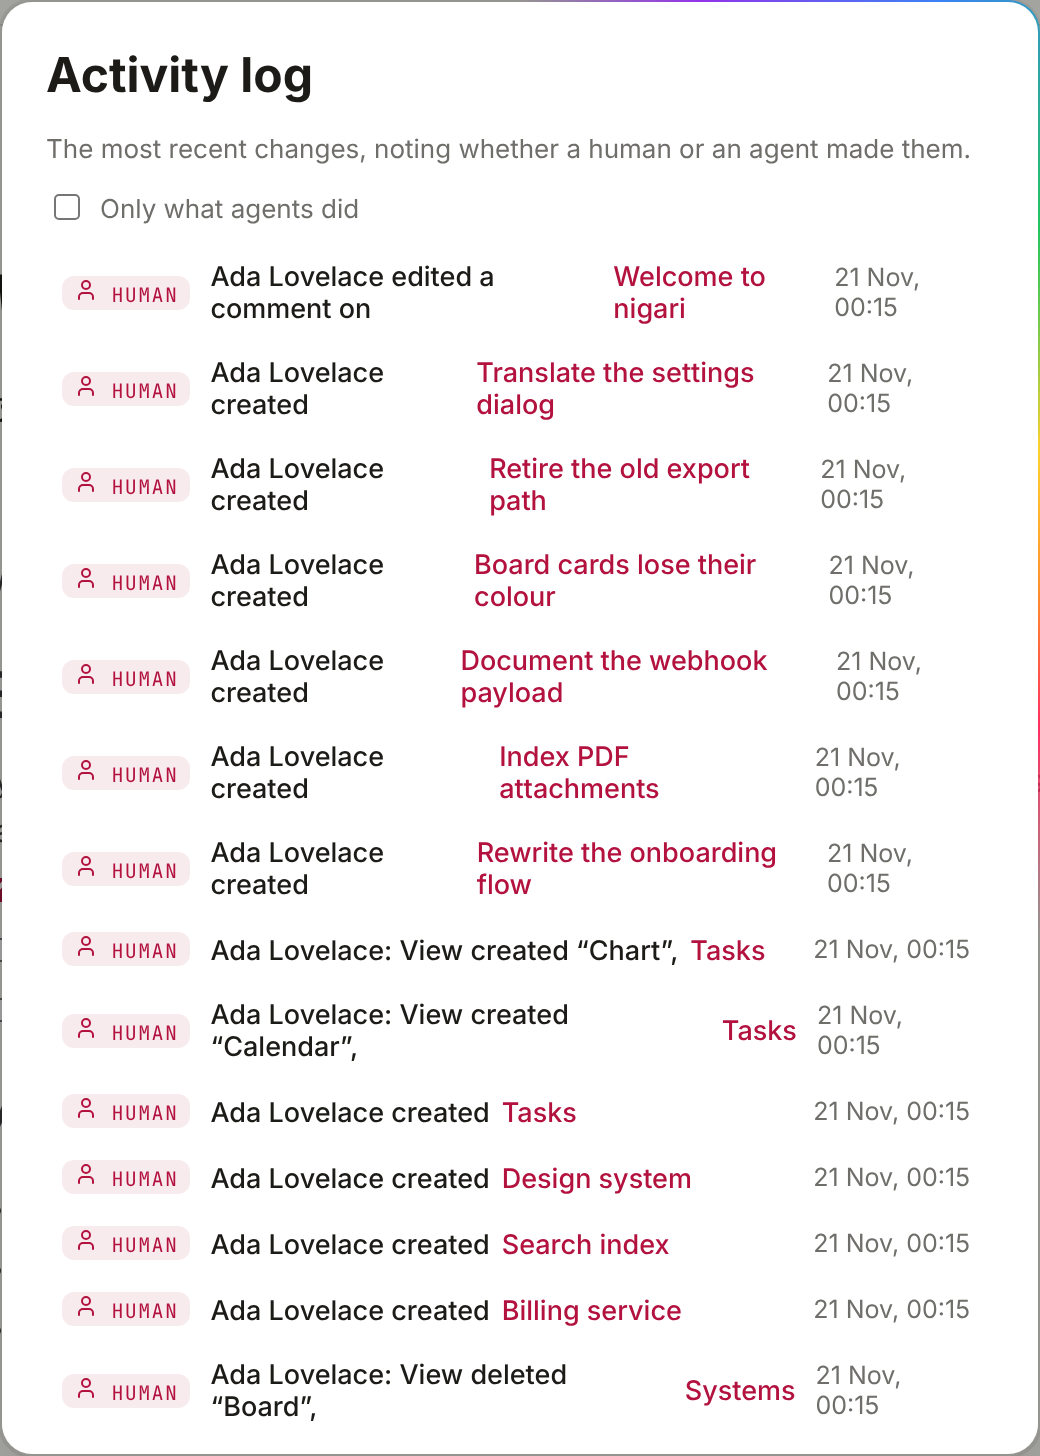 Activity log
The most recent changes, noting whether a human or an agent made them.
Only what agents did
HUMAN Ada Lovelace edited a comment on Welcome to nigari 21 Nov, 00:15
HUMAN Ada Lovelace created Translate the settings dialog 21 Nov, 00:15
HUMAN Ada Lovelace created Retire the old export path 21 Nov, 00:15
HUMAN Ada Lovelace created Board cards lose their colour 21 Nov, 00:15
HUMAN Ada Lovelace created Document the webhook payload 21 Nov, 00:15
HUMAN Ada Lovelace created Index PDF attachments 21 Nov, 00:15
HUMAN Ada Lovelace created Rewrite the onboarding flow 21 Nov, 00:15
HUMAN Ada Lovelace: View created “Chart”, Tasks 21 Nov, 00:15
HUMAN Ada Lovelace: View created “Calendar”, Tasks 21 Nov, 00:15
HUMAN Ada Lovelace created Tasks 21 Nov, 00:15
HUMAN Ada Lovelace created Design system 21 Nov, 00:15
HUMAN Ada Lovelace created Search index 21 Nov, 00:15
HUMAN Ada Lovelace created Billing service 21 Nov, 00:15
HUMAN Ada Lovelace: View deleted “Board”, Systems 21 Nov, 00:15